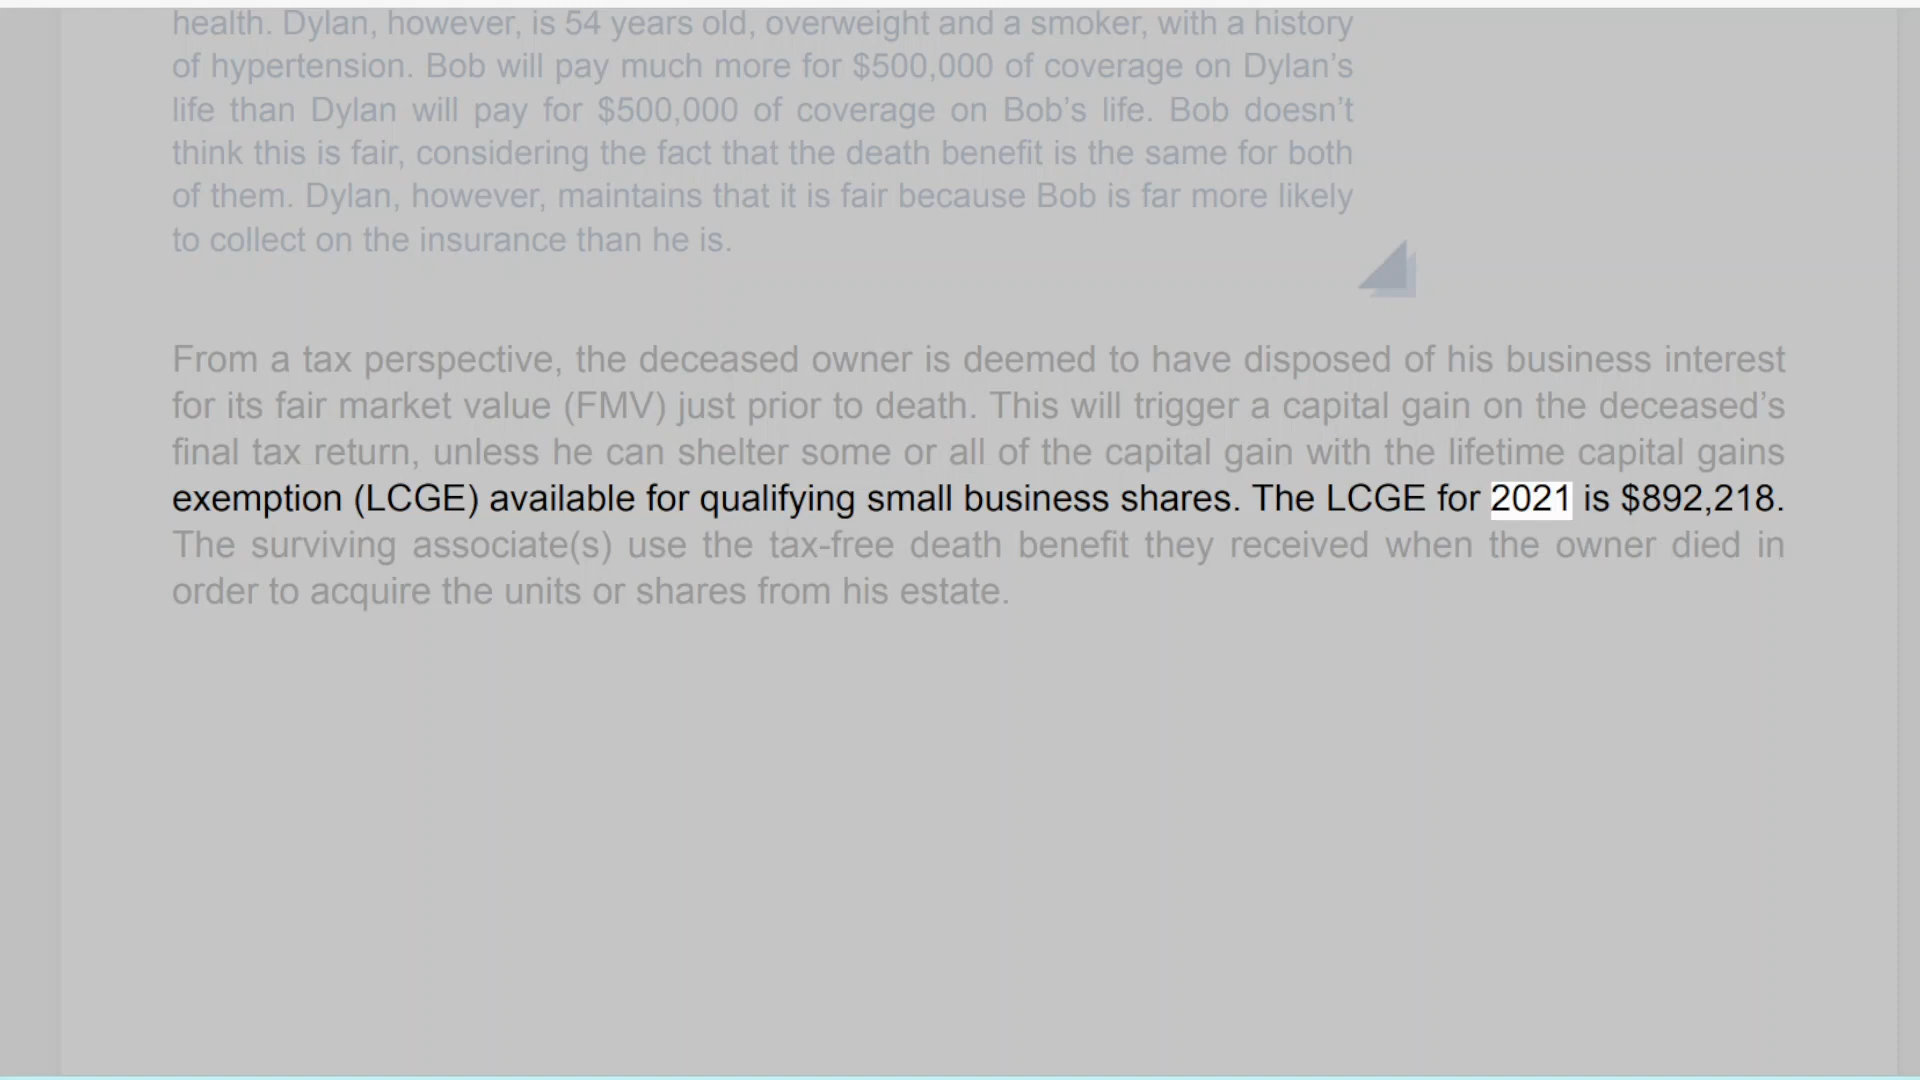 health. Dylan, however, is 54 years old, overweight and a smoker, with a history
of hypertension. Bob will pay much more for $500,000 of coverage on Dylan’s
life than Dylan will pay for $500,000 of coverage on Bob’s life. Bob doesn’t
think this is fair, considering the fact that the death benefit is the same for both
of them. Dylan, however, maintains that it is fair because Bob is far more likely
to collect on the insurance than he is.
From a tax perspective, the deceased owner is deemed to have disposed of his business interest
for its fair market value (FMV) just prior to death. This will trigger a capital gain on the deceased’s
final tax return, unless he can shelter some or all of the capital gain with the lifetime capital gains
exemption (LCGE) available for qualifying small business shares. The LCGE for 2021 is $892,218.
The surviving associate(s) use the tax-free death benefit they received when the owner died in
order to acquire the units or shares from his estate.